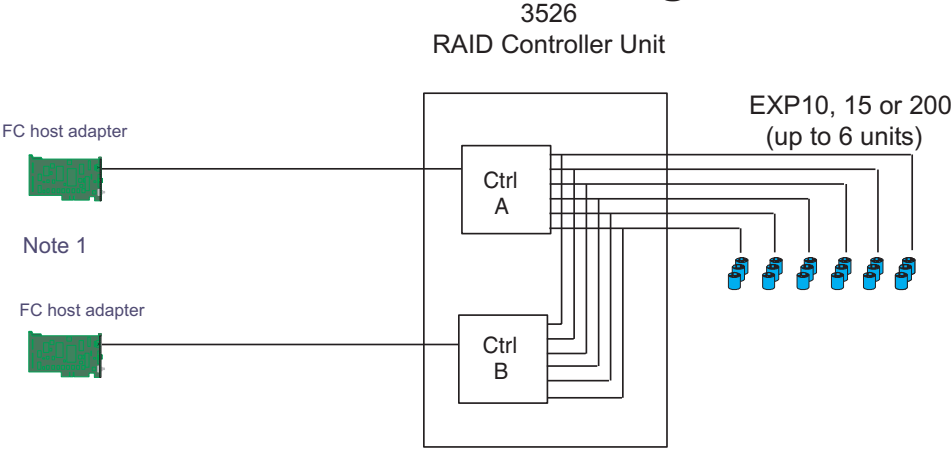 3526
RAID Controller Unit
EXP10, 15 or 200
(up to 6 units)
FC host adapter
Ctrl
A
Note 1
FC host adapter
Ctrl
B